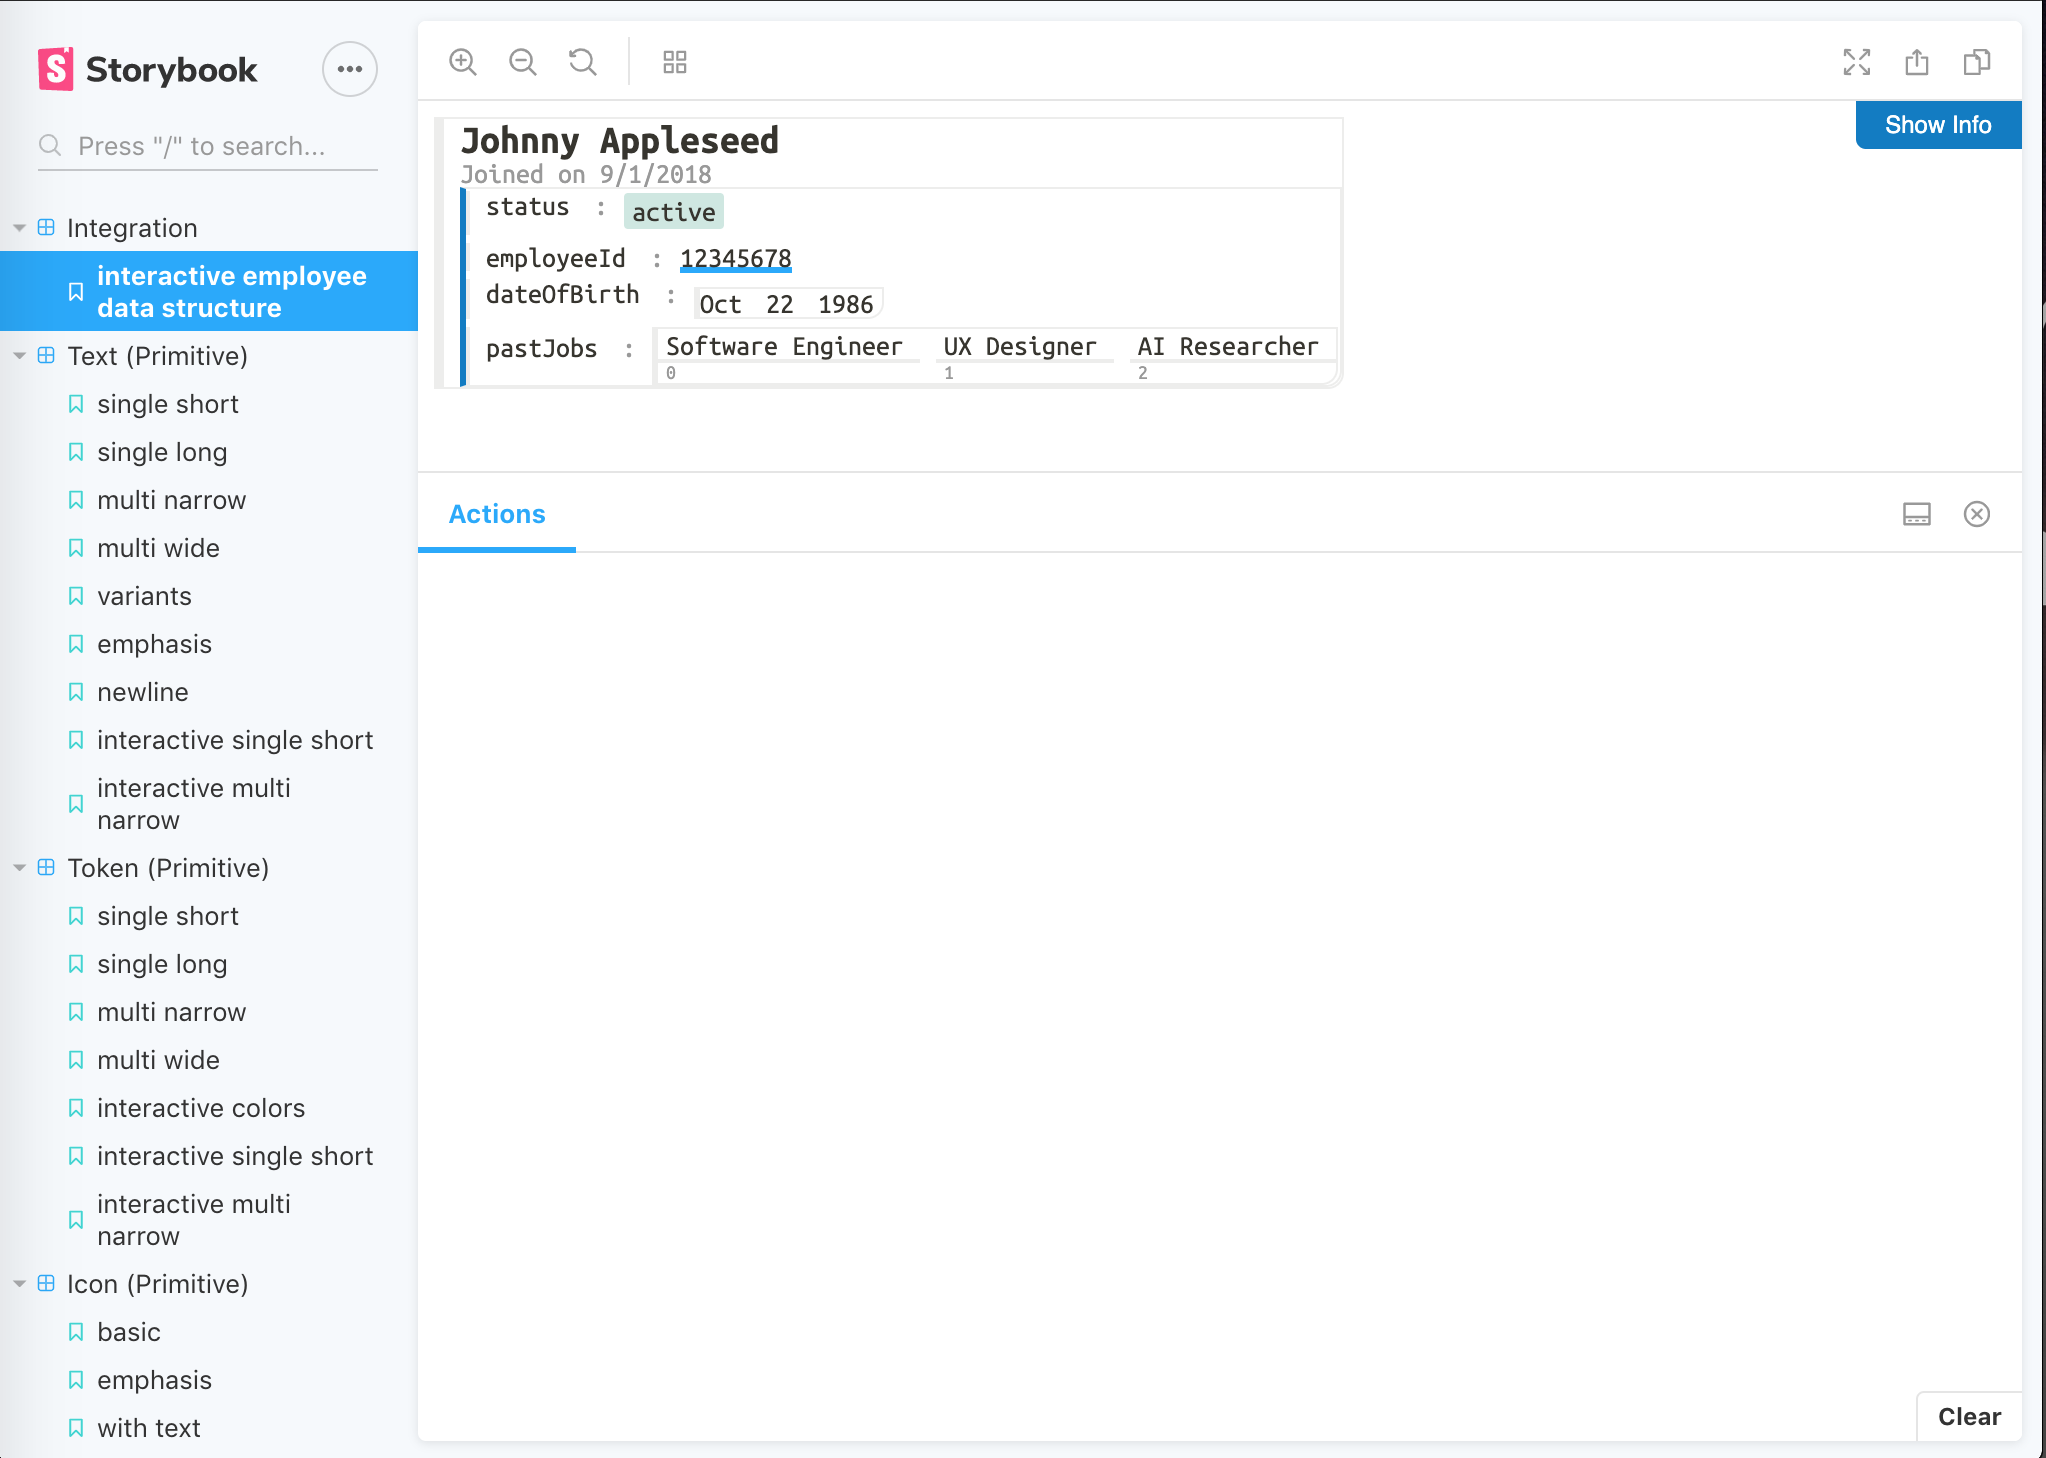 Storybook
Press "/" to search...
Integration
interactive employee
data structure
Text (Primitive)
single short
single long
multi narrow
multi wide
variants
emphasis
newline
interactive single short
interactive multi
narrow
Token (Primitive)
single short
single long
multi narrow
multi wide
interactive colors
interactive single short
interactive multi
narrow
Icon (Primitive)
basic
emphasis
with text
Show Info
Johnny Appleseed
Joined on 9/1/2018
status : active
employeeId : 12345678
dateOfBirth : Oct 22 1986
pastJobs : Software Engineer UX Designer AI Researcher
0 1 2
Actions
Clear